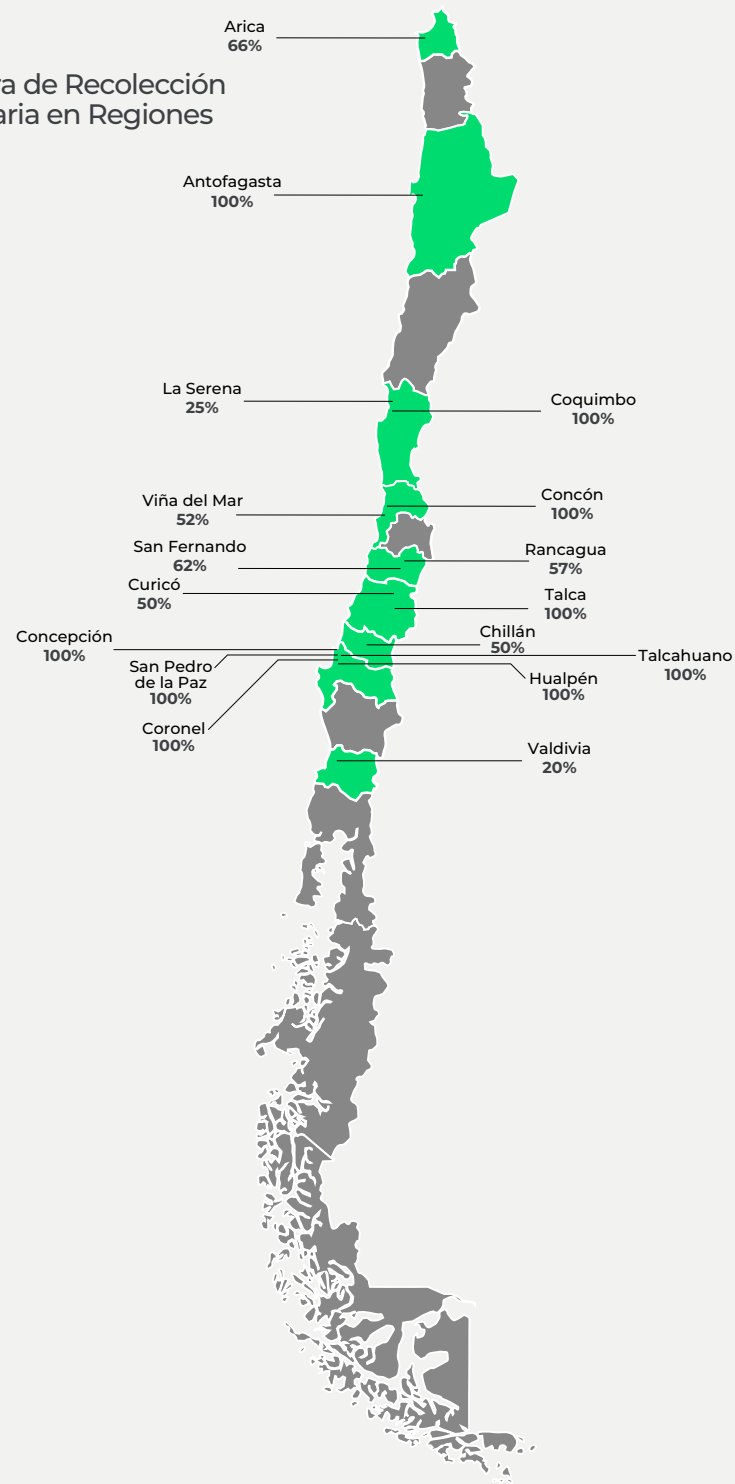 Arica
66%
de Recolección
en Regiones
Antofagasta
100%
La Serena
25%
Coquimbo
100%
Viña del Mar
52%
Concón
100%
San Fernando
62%
Rancagua
57%
Curicó
50%
Talca
100%
Concepción
100%
Chillán
50%
Talcahuano
100%
San Pedro
de la Paz
100%
Hualpén
100%
Coronel
100%
Valdivia
20%